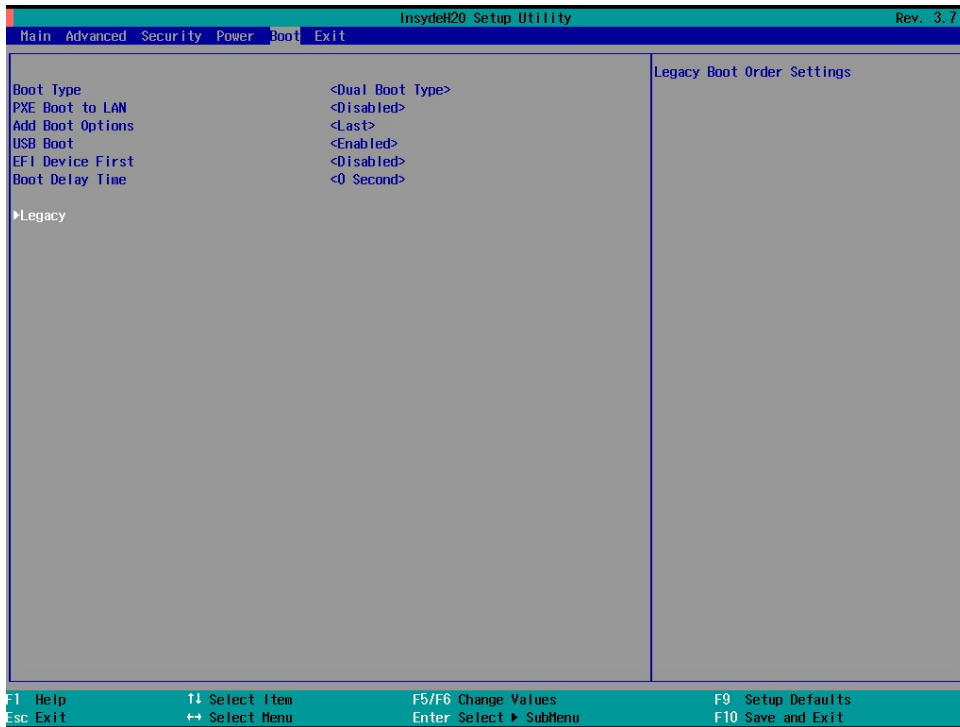 InsydeH20 Setup Utility Rev. 3.7
Main Advanced Security Power Boot Exit
Legacy Boot Order Settings
Boot Type <Dual Boot Type>
PXE Boot to LAN <Disabled>
Add Boot Options <Last>
USB Boot <Enabled>
EFI Device First <Disabled>
Boot Delay Time <0 Second>
▶Legacy
F1 Help ↑↓ Select Item F5/F6 Change Values F9 Setup Defaults
Esc Exit ↔ Select Menu Enter Select ▶ SubMenu F10 Save and Exit